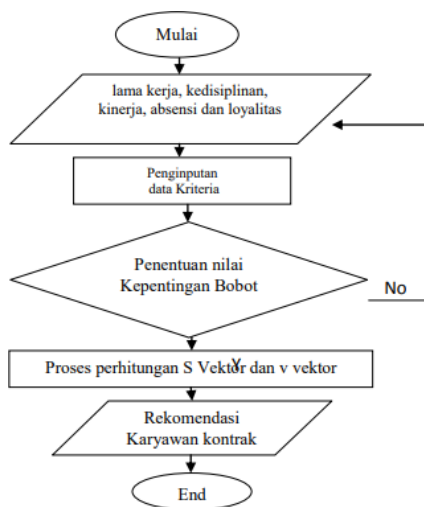 Mulai
lama kerja, kedisiplinan,
kinerja, absensi dan loyalitas
Penginputan
data Kriteria
Penentuan nilai
Kepentingan Bobot
No
Y
Proses perhitungan S Vektor dan v vektor
Rekomendasi
Karyawan kontrak
End